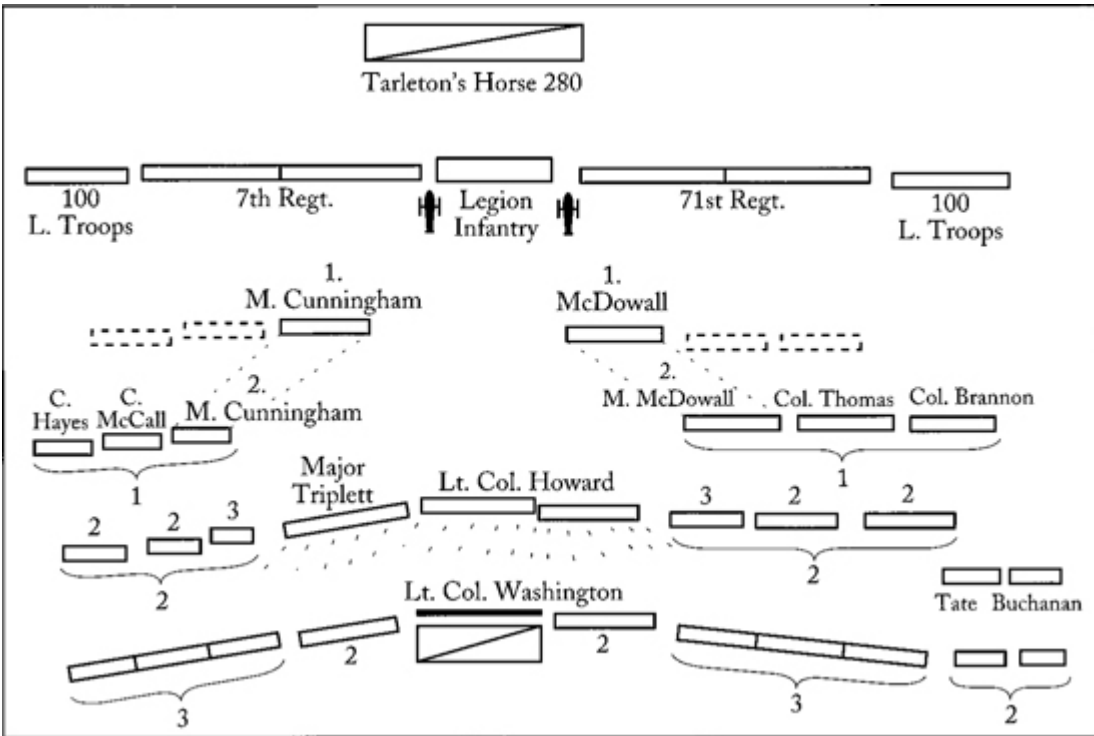 Tarleton's Horse 280
100
L. Troops
7th Regt.
Legion
Infantry
71st Regt.
100
L. Troops
1.
M. Cunningham
1.
McDowall
C.
Hayes
C.
McCall
2.
M. Cunningham
2.
M. McDowall
Col. Thomas
Col. Brannon
1
1
Major
Triplett
Lt. Col. Howard
2
2
3
3
2
2
2
2
Lt. Col. Washington
Tate
Buchanan
2
2
3
3
2